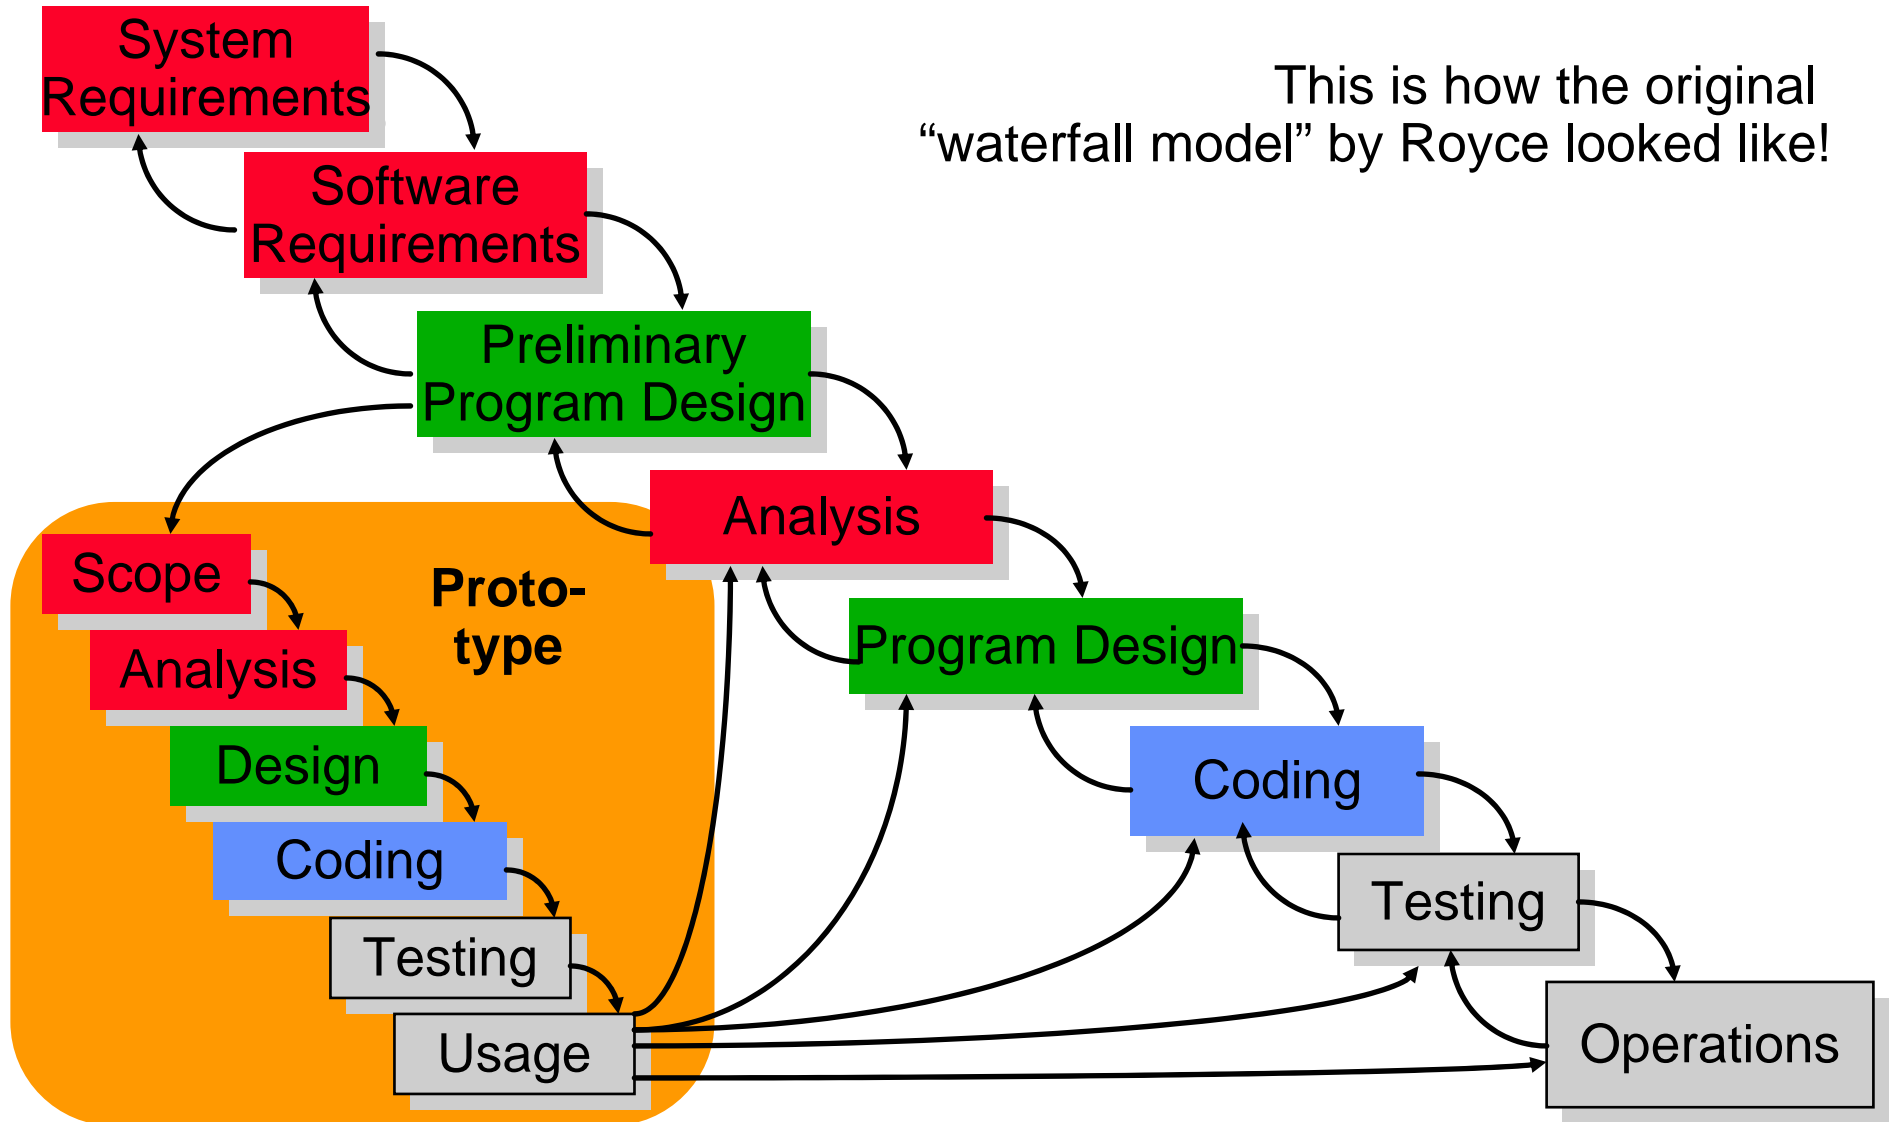 System
Requirements
This is how the original
“waterfall model” by Royce looked like!
Software
Requirements
Preliminary
Program Design
Analysis
Scope
Proto-
type
Program Design
Analysis
Design
Coding
Coding
Testing
Testing
Usage
Operations